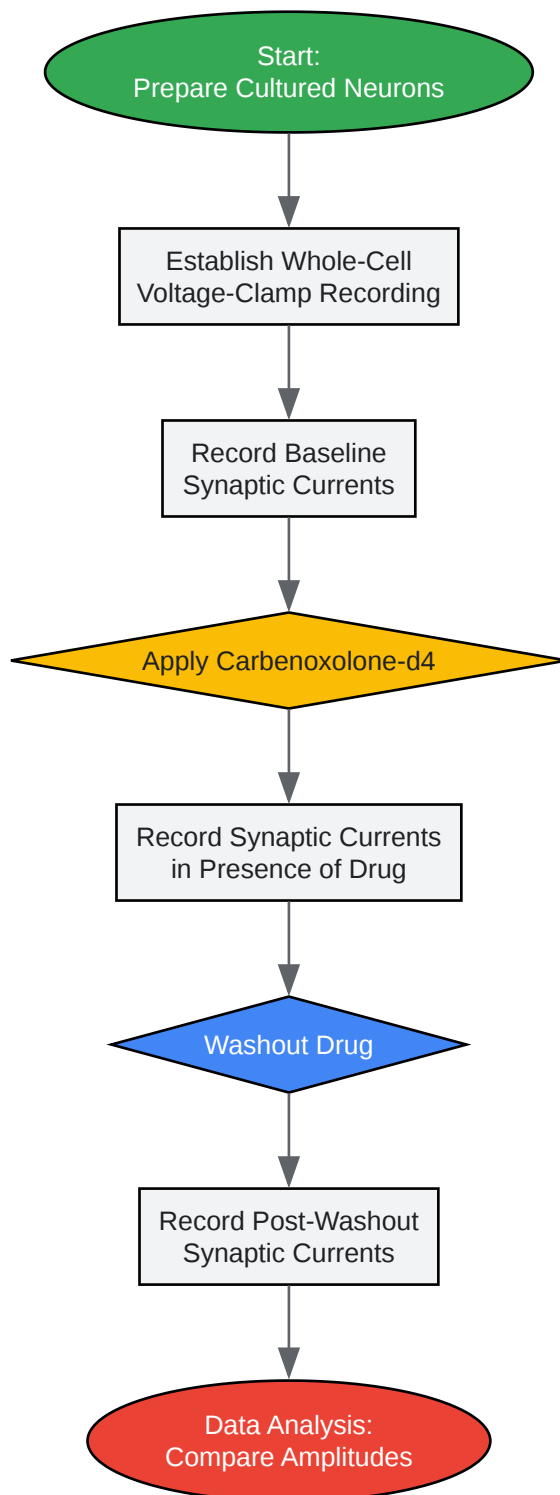 Start:
Prepare Cultured Neurons
Establish Whole-Cell
Voltage-Clamp Recording
Record Baseline
Synaptic Currents
Apply Carbenoxolone-d4
Record Synaptic Currents
in Presence of Drug
Washout Drug
Record Post-Washout
Synaptic Currents
Data Analysis:
Compare Amplitudes